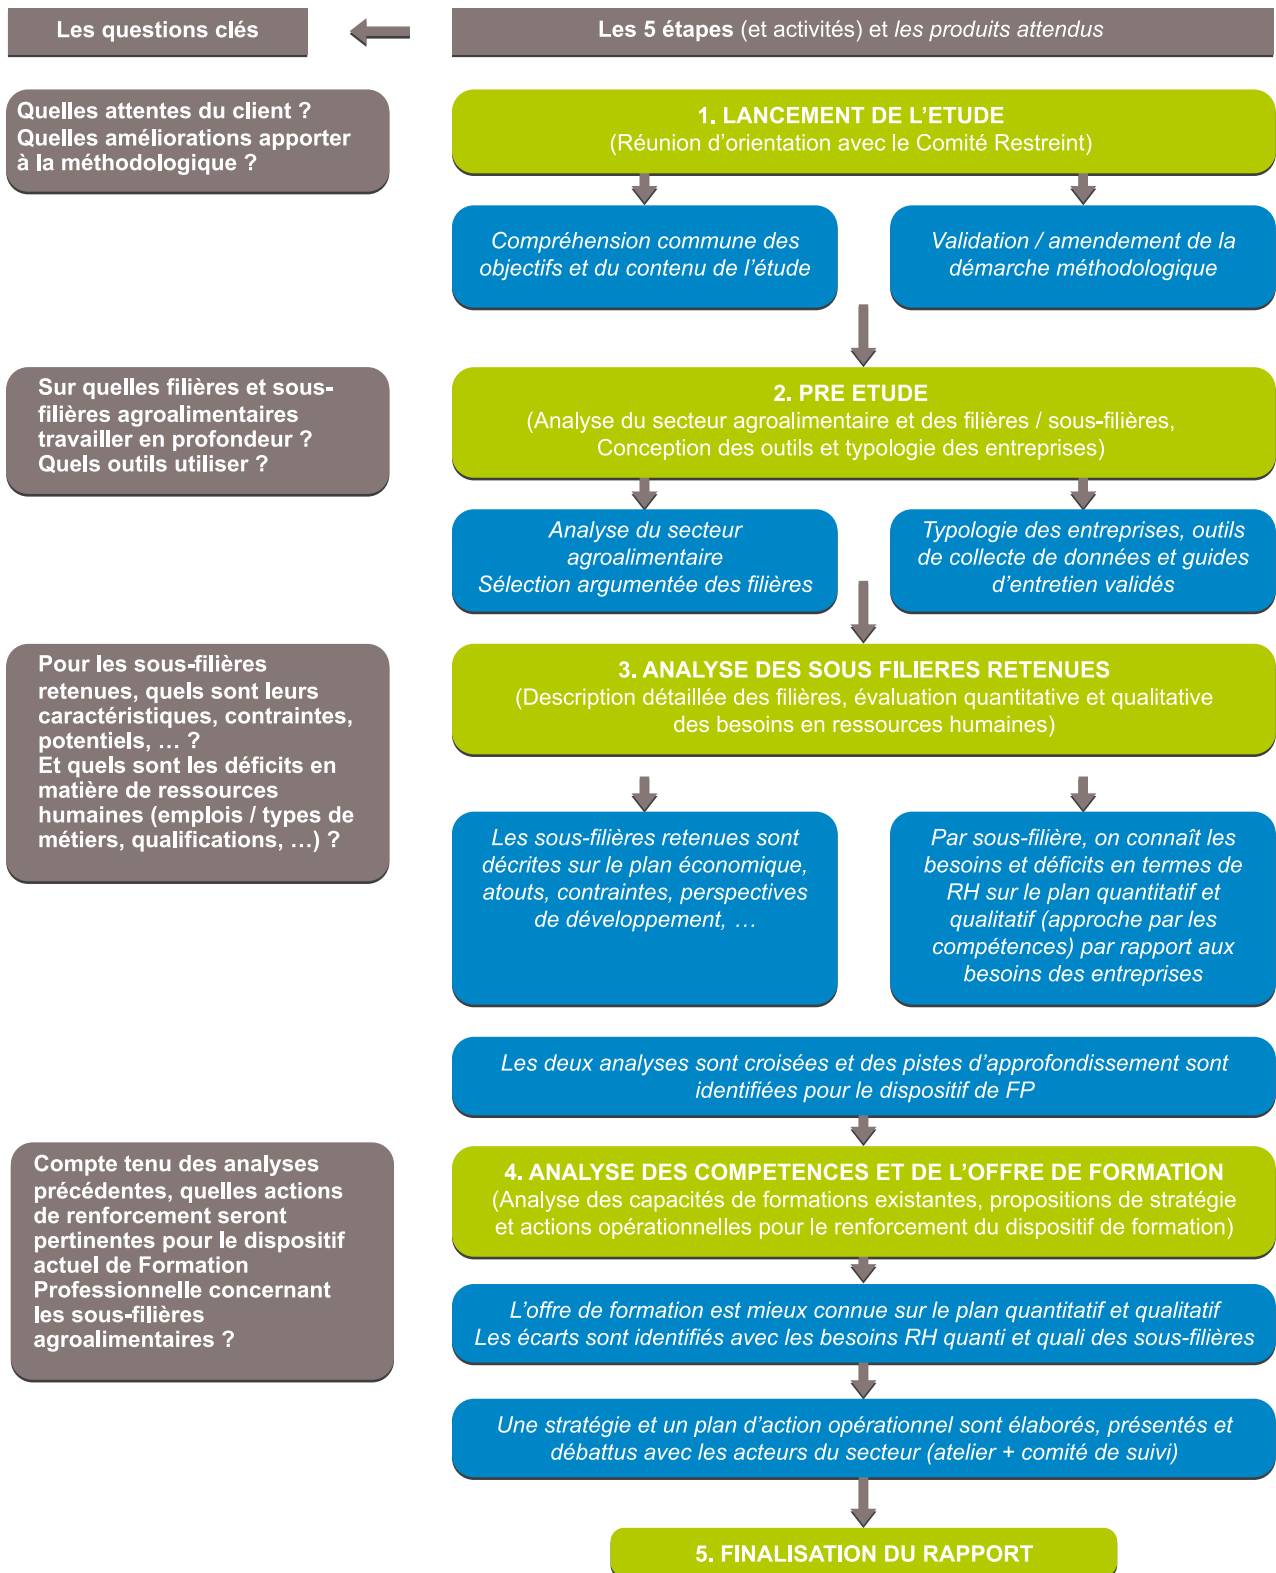 Les questions clés
Les 5 étapes (et activités) et les produits attendus
Quelles attentes du client ?
Quelles améliorations apporter
à la méthodologique ?
1. LANCEMENT DE L’ETUDE
(Réunion d’orientation avec le Comité Restreint)
Compréhension commune des
objectifs et du contenu de l’étude
Validation / amendement de la
démarche méthodologique
Sur quelles filières et sous-
filières agroalimentaires
travailler en profondeur ?
Quels outils utiliser ?
2. PRE ETUDE
(Analyse du secteur agroalimentaire et des filières / sous-filières,
Conception des outils et typologie des entreprises)
Analyse du secteur
agroalimentaire
Sélection argumentée des filières
Typologie des entreprises, outils
de collecte de données et guides
d’entretien validés
Pour les sous-filières
retenues, quels sont leurs
caractéristiques, contraintes,
potentiels, … ?
Et quels sont les déficits en
matière de ressources
humaines (emplois / types de
métiers, qualifications, …) ?
3. ANALYSE DES SOUS FILIERES RETENUES
(Description détaillée des filières, évaluation quantitative et qualitative
des besoins en ressources humaines)
Les sous-filières retenues sont
décrites sur le plan économique,
atouts, contraintes, perspectives
de développement, …
Par sous-filière, on connaît les
besoins et déficits en termes de
RH sur le plan quantitatif et
qualitatif (approche par les
compétences) par rapport aux
besoins des entreprises
Les deux analyses sont croisées et des pistes d’approfondissement sont
identifiées pour le dispositif de FP
Compte tenu des analyses
précédentes, quelles actions
de renforcement seront
pertinentes pour le dispositif
actuel de Formation
Professionnelle concernant
les sous-filières
agroalimentaires ?
4. ANALYSE DES COMPETENCES ET DE L’OFFRE DE FORMATION
(Analyse des capacités de formations existantes, propositions de stratégie
et actions opérationnelles pour le renforcement du dispositif de formation)
L’offre de formation est mieux connue sur le plan quantitatif et qualitatif
Les écarts sont identifiés avec les besoins RH quanti et quali des sous-filières
Une stratégie et un plan d’action opérationnel sont élaborés, présentés et
débattus avec les acteurs du secteur (atelier + comité de suivi)
5. FINALISATION DU RAPPORT